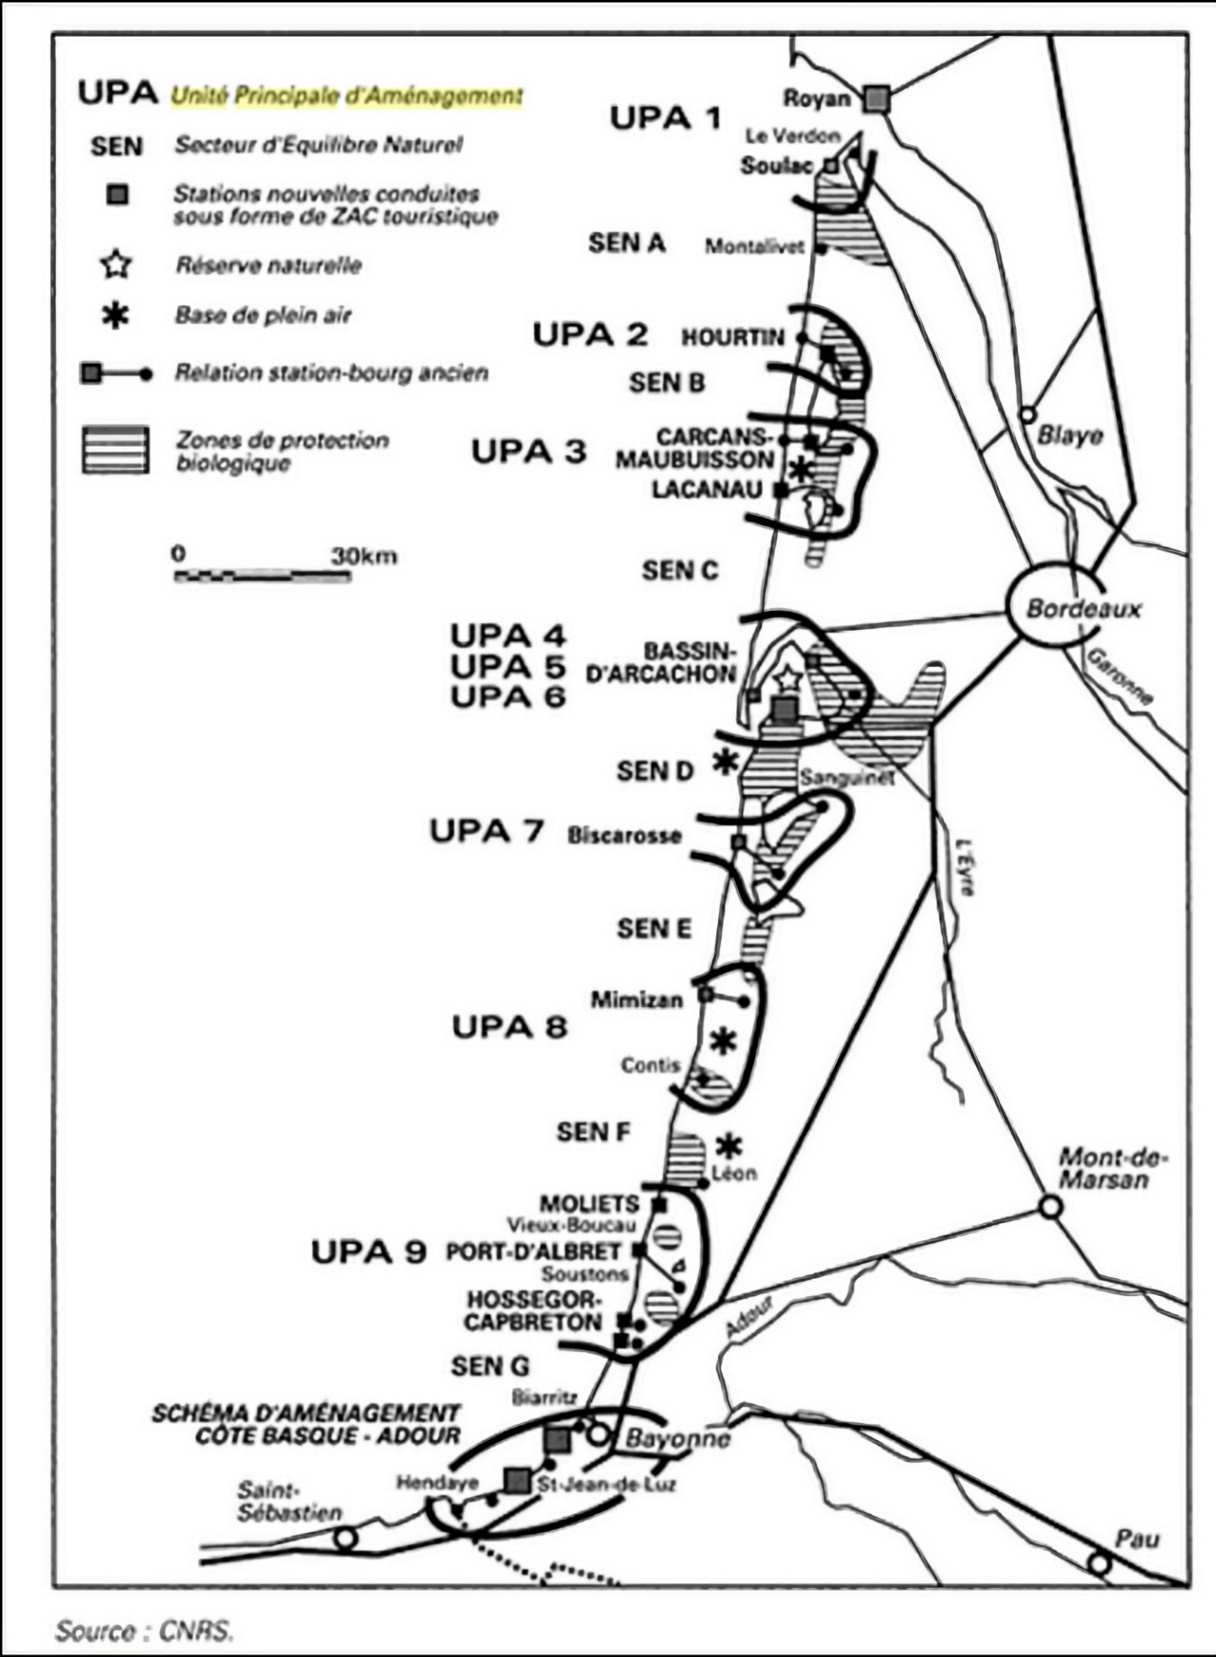 UPA Unité Principale d'Aménagement
SEN Secteur d'Equilibre Naturel
Stations nouvelles conduites
sous forme de ZAC touristique
Réserve naturelle
Base de plein air
Relation station-bourg ancien
Zones de protection
biologique
0 30km
Royan
UPA 1
Le Verdon
Soulac
SEN A
Montalivet
UPA 2
HOURTIN
SEN B
UPA 3
CARCANS-
MAUBUISSON
LACANAU
Blaye
SEN C
Bordeaux
Garonne
UPA 4
UPA 5
UPA 6
BASSIN-
D'ARCACHON
SEN D
Sanguinet
UPA 7
Biscarosse
L'Eyre
SEN E
Mimizan
UPA 8
Contis
SEN F
Léon
Mont-de-
Marsan
MOLIETS
Vieux-Boucau
UPA 9
PORT-D'ALBRET
Soustons
HOSSEGOR-
CAPBRETON
Adour
SEN G
Biarritz
SCHÉMA D'AMÉNAGEMENT
CÔTE BASQUE - ADOUR
Bayonne
Hendaye
St-Jean-de-Luz
Saint-
Sébastien
Pau
Source : CNRS.